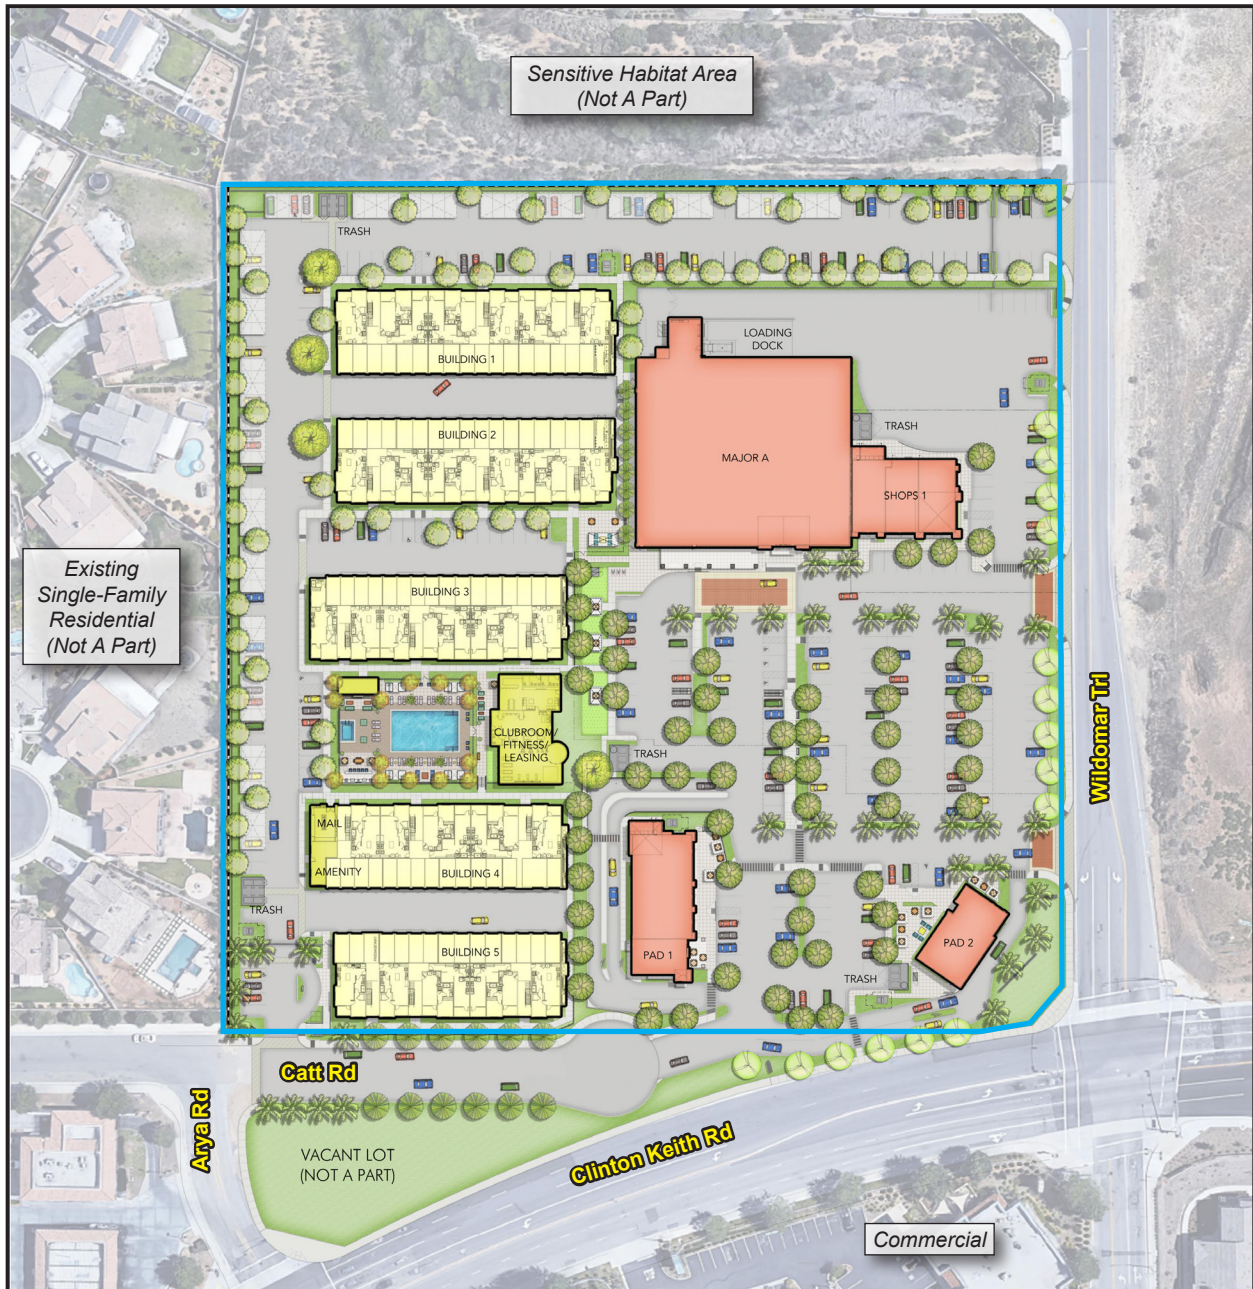 Sensitive Habitat Area
(Not A Part)
TRASH
LOADING
DOCK
BUILDING 1
BUILDING 2
TRASH
MAJOR A
SHOPS 1
Existing
Single-Family
Residential
(Not A Part)
BUILDING 3
CLUBROOM/
FITNESS/
LEASING
TRASH
Wildomar Trl
MAIL
AMENITY
BUILDING 4
TRASH
BUILDING 5
PAD 1
PAD 2
TRASH
Catt Rd
Arya Rd
VACANT LOT
(NOT A PART)
Clinton Keith Rd
Commercial